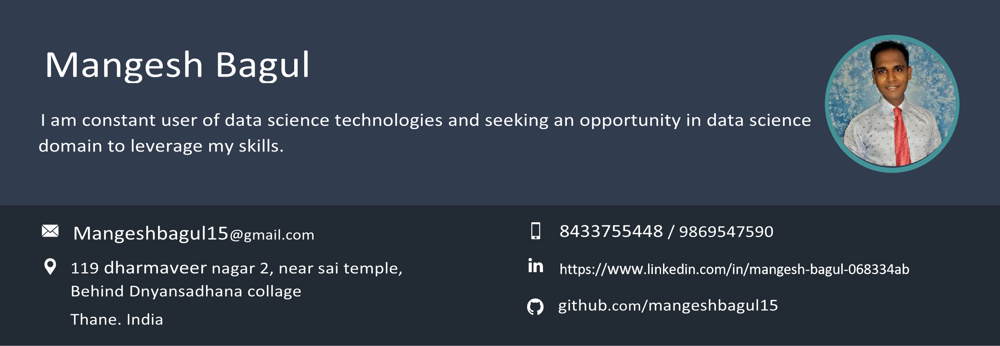 Mangesh Bagul
I am constant user of data science technologies and seeking an opportunity in data science
domain to leverage my skills.
Mangeshbagul15@gmail.com
119 dharmaveer nagar 2, near sai temple,
Behind Dnyansadhana collage
Thane. India
8433755448 / 9869547590
in https://www.linkedin.com/in/mangesh-bagul-068334ab
github.com/mangeshbagul15